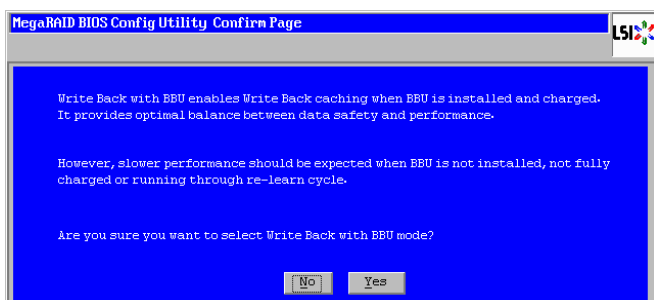 MegaRAID BIOS Config Utility Confirm Page
LSI
Write Back with BBU enables Write Back caching when BBU is installed and charged.
It provides optimal balance between data safety and performance.
However, slower performance should be expected when BBU is not installed, not fully
charged or running through re-learn cycle.
Are you sure you want to select Write Back with BBU mode?
No Yes